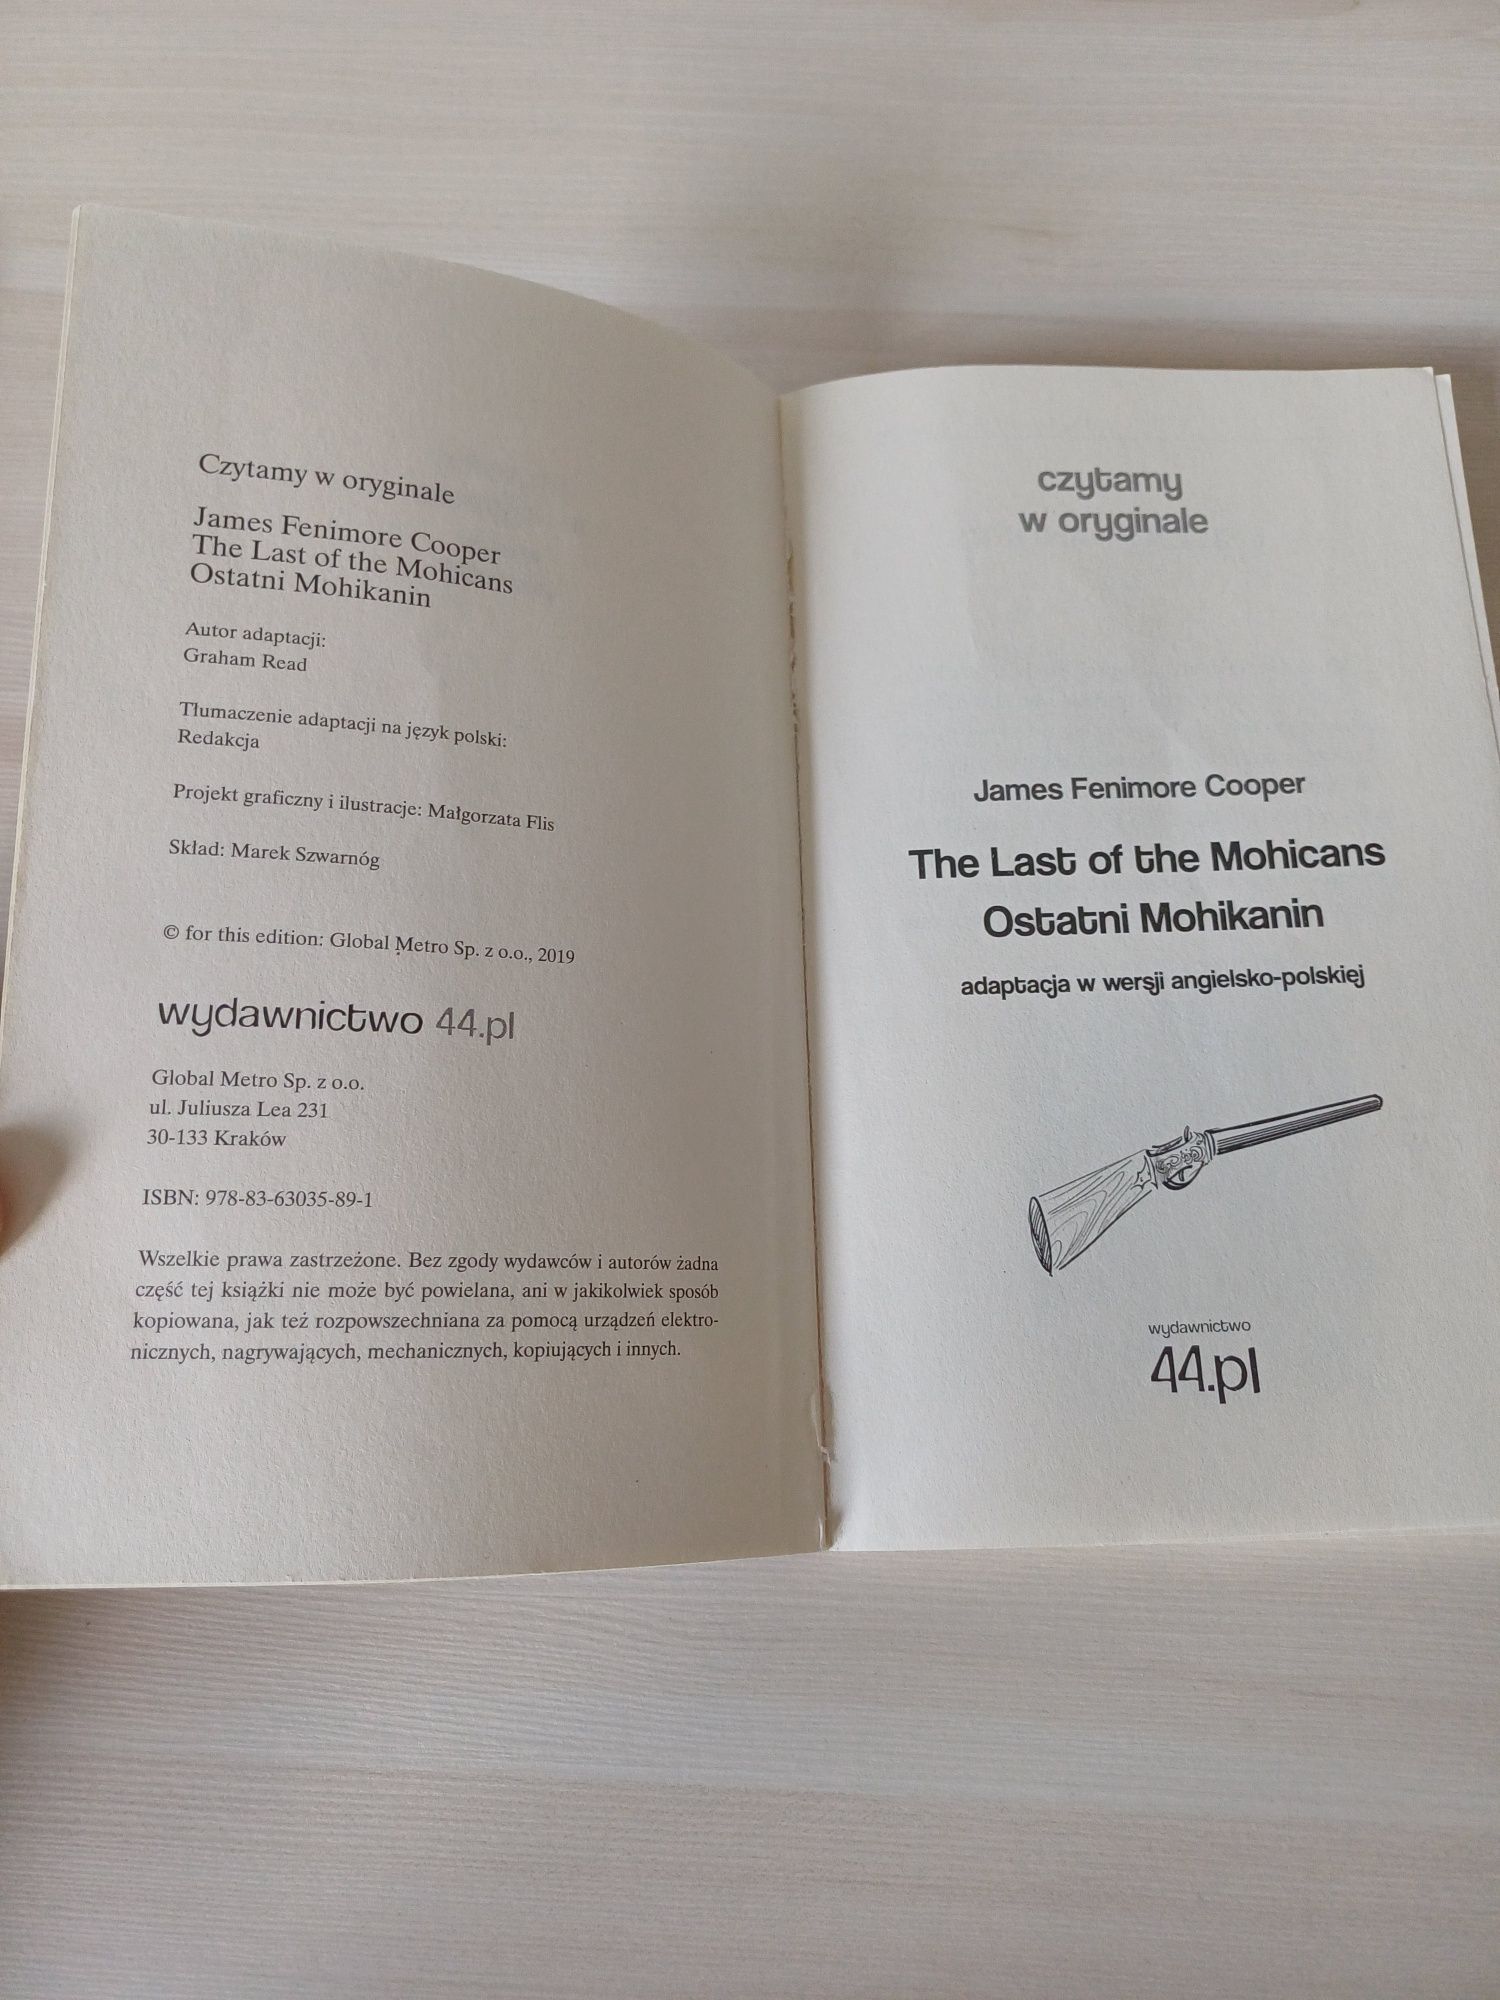 Czytamy w oryginale
James Fenimore Cooper
The Last of the Mohicans
Ostatni Mohikanin
Autor adaptacji:
Graham Read
Tłumaczenie adaptacji na język polski:
Redakcja
Projekt graficzny i ilustracje: Małgorzata Flis
Skład: Marek Szwarnóg
© for this edition: Global Metro Sp. z o.o., 2019
wydawnictwo 44.pl
Global Metro Sp. z o.o.
ul. Juliusza Lea 231
30-133 Kraków
ISBN: 978-83-63035-89-1
Wszelkie prawa zastrzeżone. Bez zgody wydawców i autorów żadna
część tej książki nie może być powielana, ani w jakikolwiek sposób
kopiowana, jak też rozpowszechniana za pomocą urządzeń elektro-
nicznych, nagrywających, mechanicznych, kopiujących i innych.
czytamy
w oryginale
James Fenimore Cooper
The Last of the Mohicans
Ostatni Mohikanin
adaptacja w wersji angielsko-polskiej
wydawnictwo
44.pl